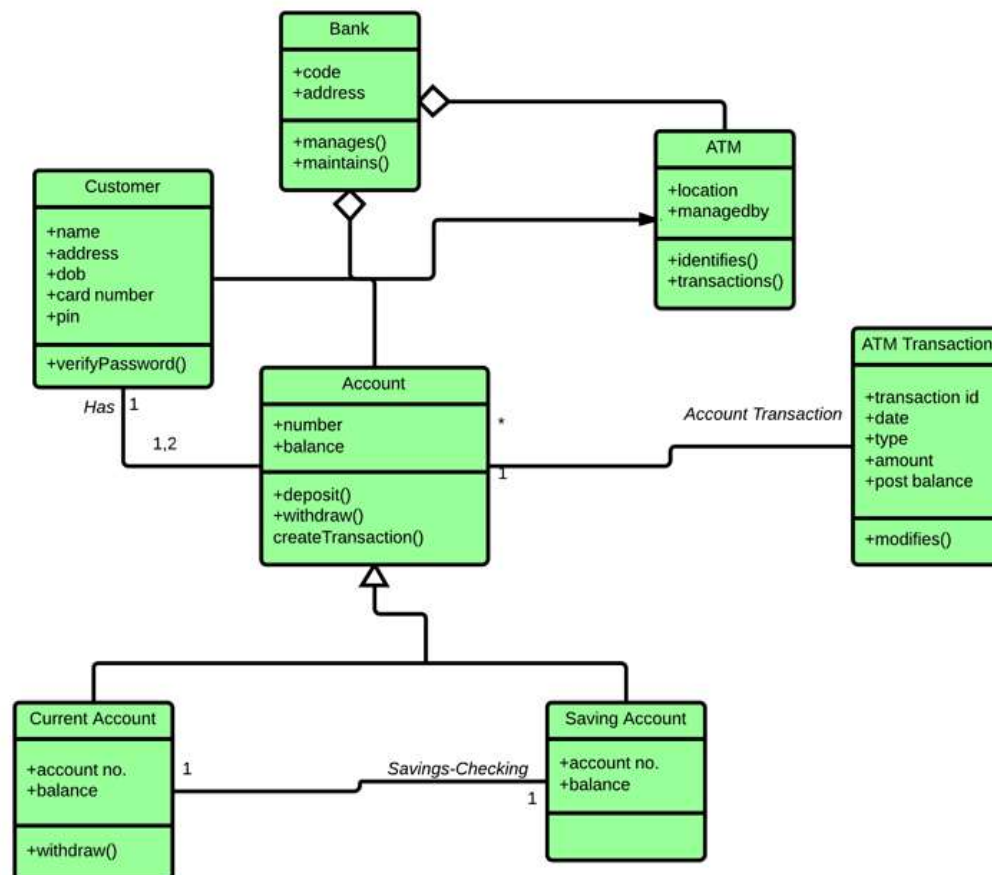 Bank
+code
+address
+manages()
+maintains()
ATM
+location
+managedby
+identifies()
+transactions()
Customer
+name
+address
+dob
+card number
+pin
+verifyPassword()
Has
1
1,2
Account
+number
+balance
+deposit()
+withdraw()
createTransaction()
*
1
Account Transaction
ATM Transaction
+transaction id
+date
+type
+amount
+post balance
+modifies()
Current Account
+account no.
+balance
+withdraw()
1
Savings-Checking
1
Saving Account
+account no.
+balance